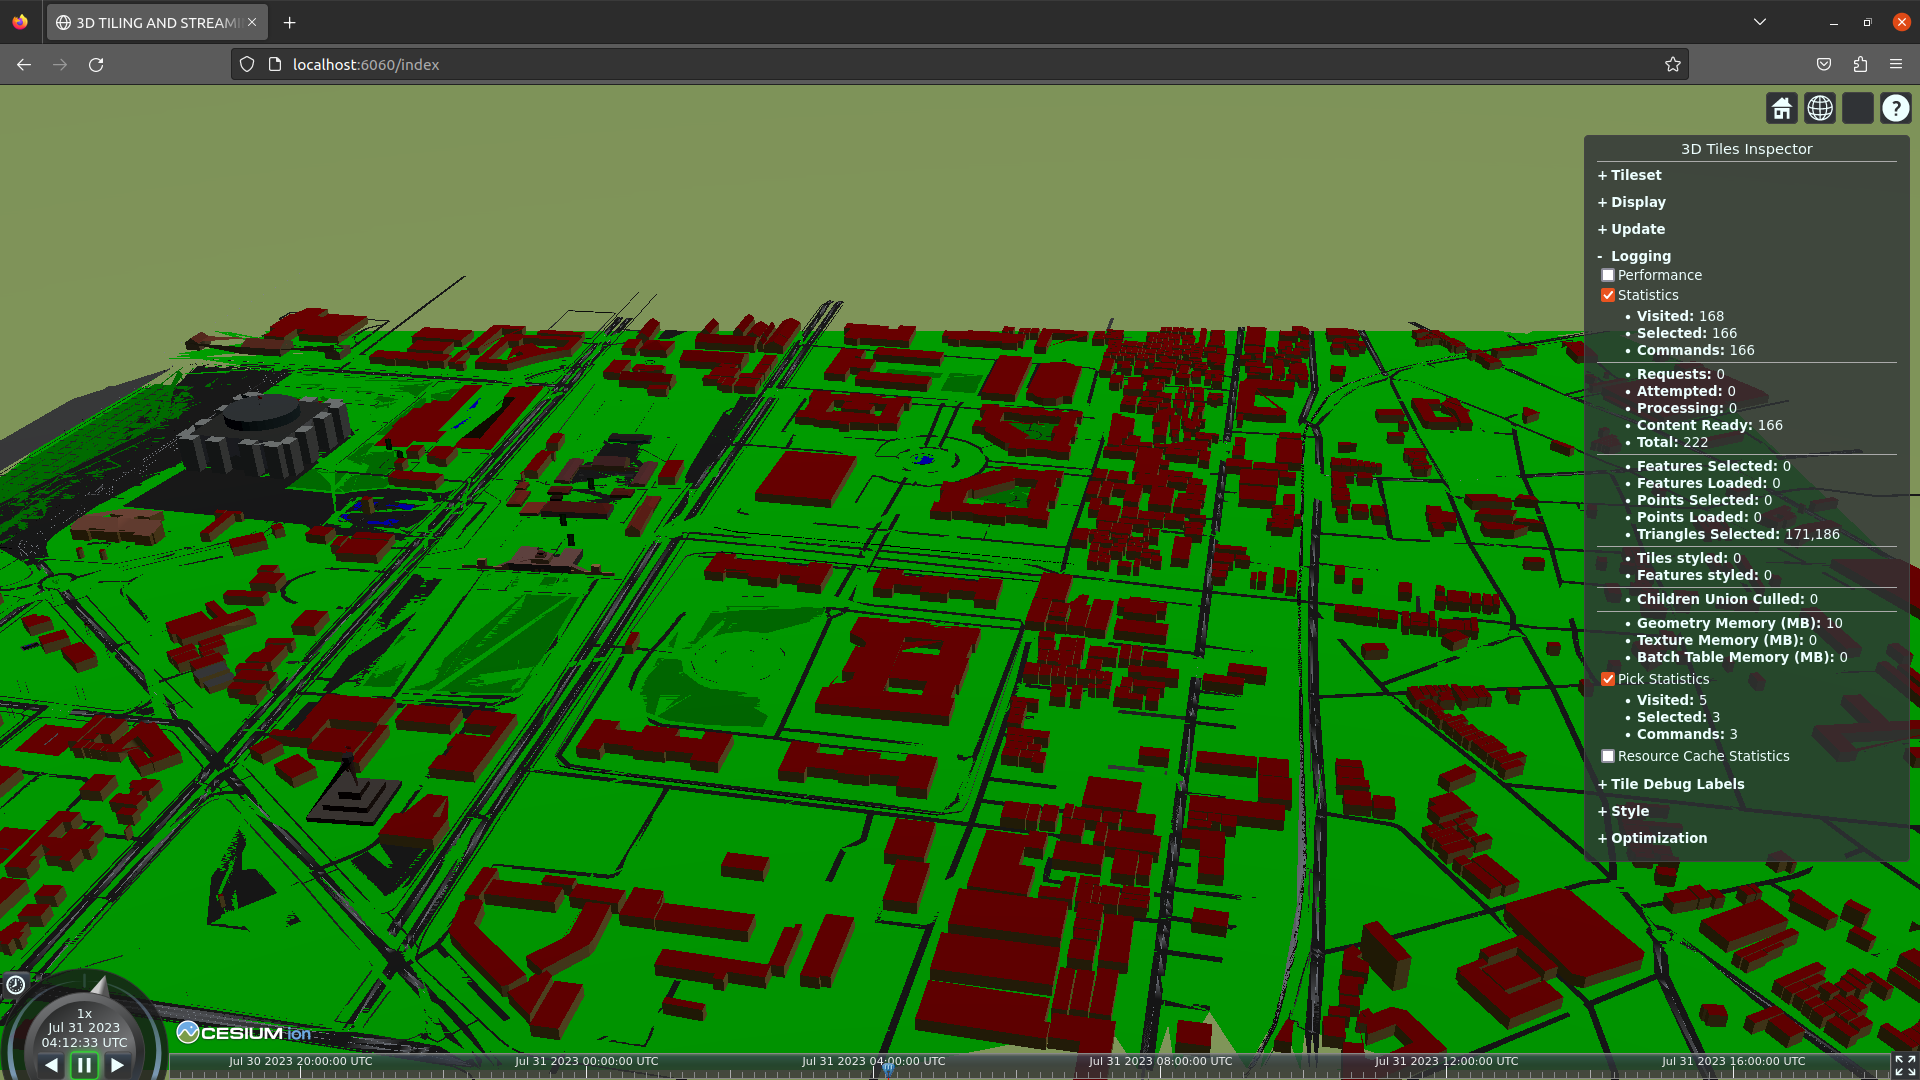 3D TILING AND STREAMI
localhost:6060/index
?
3D Tiles Inspector
+ Tileset
+ Display
+ Update
- Logging
Performance
Statistics
• Visited: 168
• Selected: 166
• Commands: 166
• Requests: 0
• Attempted: 0
• Processing: 0
• Content Ready: 166
• Total: 222
• Features Selected: 0
• Features Loaded: 0
• Points Selected: 0
• Points Loaded: 0
• Triangles Selected: 171,186
• Tiles styled: 0
• Features styled: 0
• Children Union Culled: 0
• Geometry Memory (MB): 10
• Texture Memory (MB): 0
• Batch Table Memory (MB): 0
Pick Statistics
• Visited: 5
• Selected: 3
• Commands: 3
Resource Cache Statistics
+ Tile Debug Labels
+ Style
+ Optimization
1x
Jul 31 2023
04:12:33 UTC
CESIUM ion
Jul 30 2023 20:00:00 UTC
Jul 31 2023 00:00:00 UTC
Jul 31 2023 04:00:00 UTC
Jul 31 2023 08:00:00 UTC
Jul 31 2023 12:00:00 UTC
Jul 31 2023 16:00:00 UTC